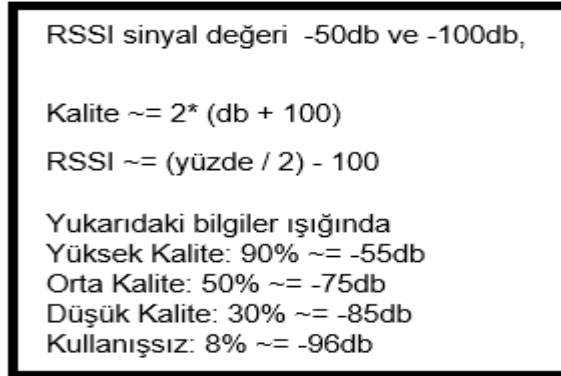 RSSI sinyal değeri -50db ve -100db,
Kalite ~= 2* (db + 100)
RSSI ~= (yüzde / 2) - 100
Yukarıdaki bilgiler ışığında
Yüksek Kalite: 90% ~= -55db
Orta Kalite: 50% ~= -75db
Düşük Kalite: 30% ~= -85db
Kullanışsız: 8% ~= -96db